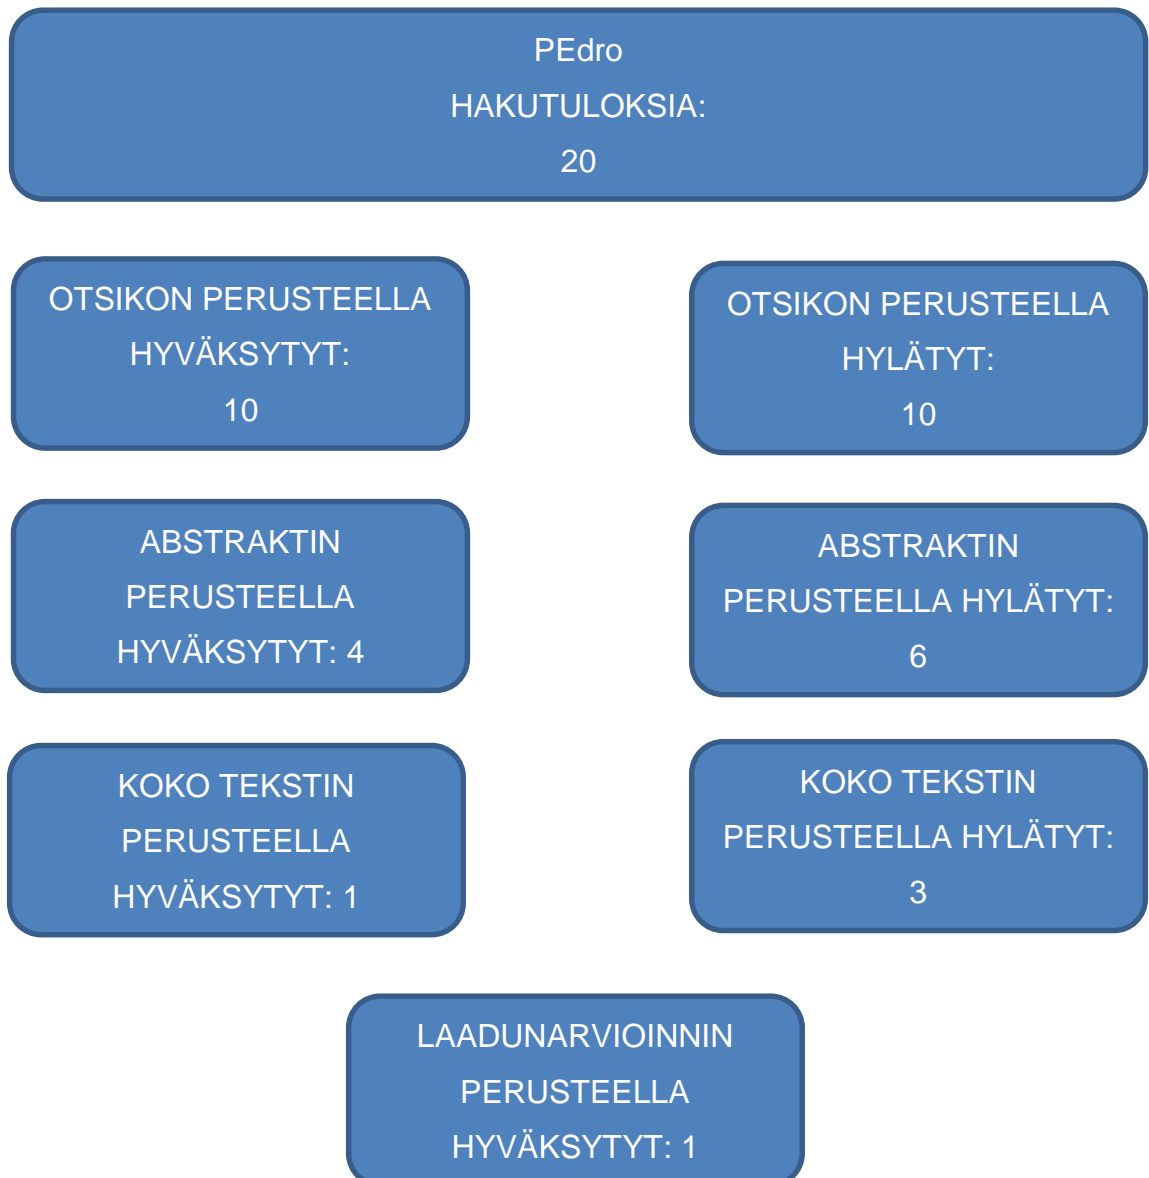 PEdro
HAKUTULOKSIA:
20
OTSIKON PERUSTEELLA
HYVÄKSYTYT:
10
OTSIKON PERUSTEELLA
HYLÄTYT:
10
ABSTRAKTIN
PERUSTEELLA
HYVÄKSYTYT: 4
ABSTRAKTIN
PERUSTEELLA HYLÄTYT:
6
KOKO TEKSTIN
PERUSTEELLA
HYVÄKSYTYT: 1
KOKO TEKSTIN
PERUSTEELLA HYLÄTYT:
3
LAADUNARVIOINNIN
PERUSTEELLA
HYVÄKSYTYT: 1